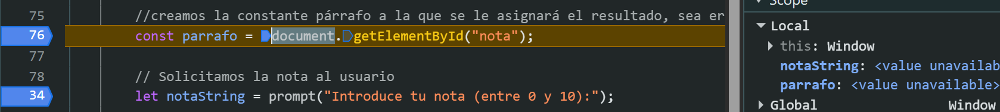 75 //creamos la constante párrafo a la que se le asignará el resultado, sea er
76 const parrafo = document.getElementById("nota");
77
78 // Solicitamos la nota al usuario
34 let notaString = prompt("Introduce tu nota (entre 0 y 10):");
Scope
Local
this: Window
notaString: <value unavailab
parrafo: <value unavailable>
Global Window